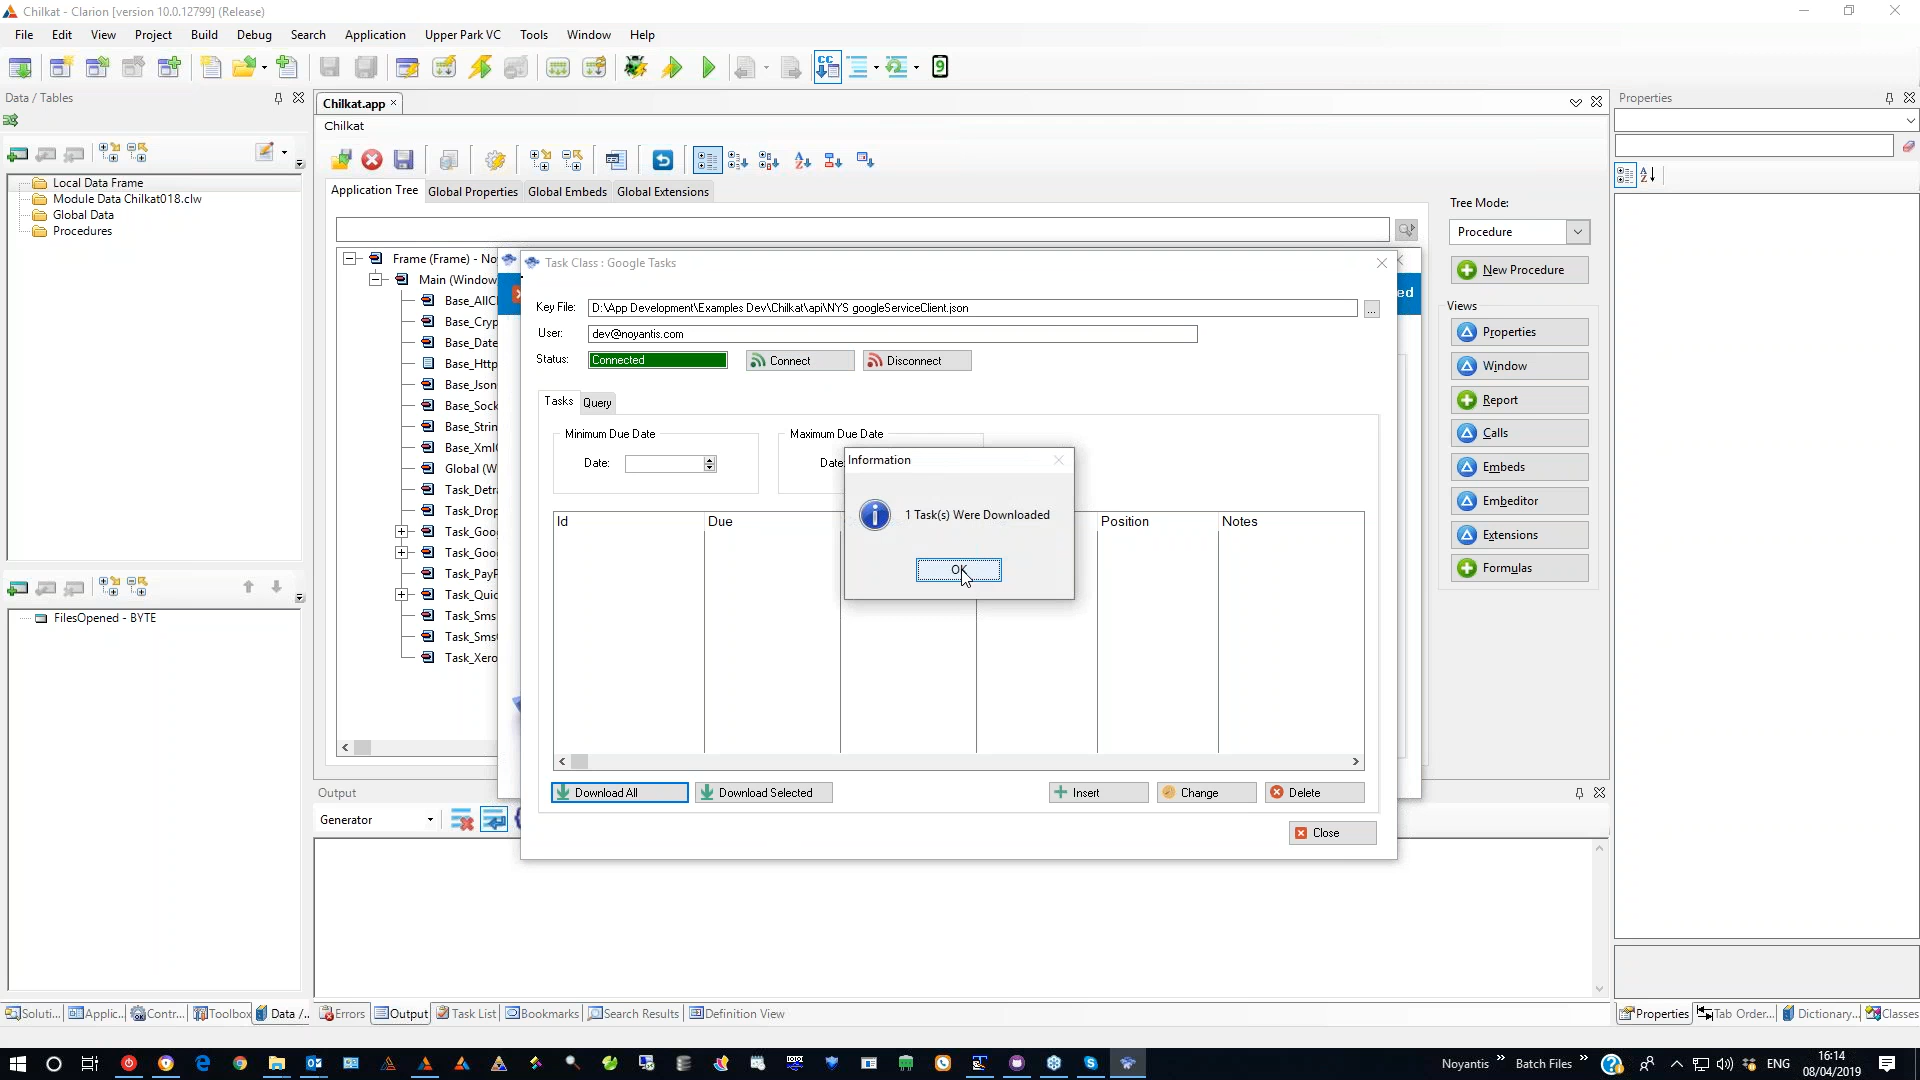 Chilkat - Clarion [version 10.0.12799] (Release)
File Edit View Project Build Debug Search Application Upper Park VC Tools Window Help
Data / Tables
Chilkat.app
Properties
Chilkat
Application Tree Global Properties Global Embeds Global Extensions
Local Data Frame
Module Data Chilkat018.clw
Global Data
Procedures
FilesOpened - BYTE
Frame (Frame) - No
Main (Window
Base_AllC
Base_Cryp
Base_Date
Base_Http
Base_Json
Base_Sock
Base_Strin
Base_Xml
Global (W
Task_Detra
Task_Drop
Task_Goo
Task_Goo
Task_PayP
Task_Quic
Task_Sms
Task_Sms
Task_Xero
ed
Task Class : Google Tasks
Key File: D:\App Development\Examples Dev\Chilkat\api\NYS googleServiceClient.json ...
User: dev@noyantis.com
Status: Connected Connect Disconnect
Tasks Query
Minimum Due Date
Date:
Maximum Due Date
Date:
Id Due Position Notes
Information
1 Task(s) Were Downloaded
OK
Download All Download Selected Insert Change Delete
Close
Tree Mode:
Procedure
New Procedure
Views
Properties
Window
Report
Calls
Embeds
Embeditor
Extensions
Formulas
Output
Generator
Soluti... Applic... Contr... Toolbox Data /... Errors Output Task List Bookmarks Search Results Definition View
Properties Tab Order... Dictionary... Classes
Noyantis » Batch Files » ENG
16:14
08/04/2019